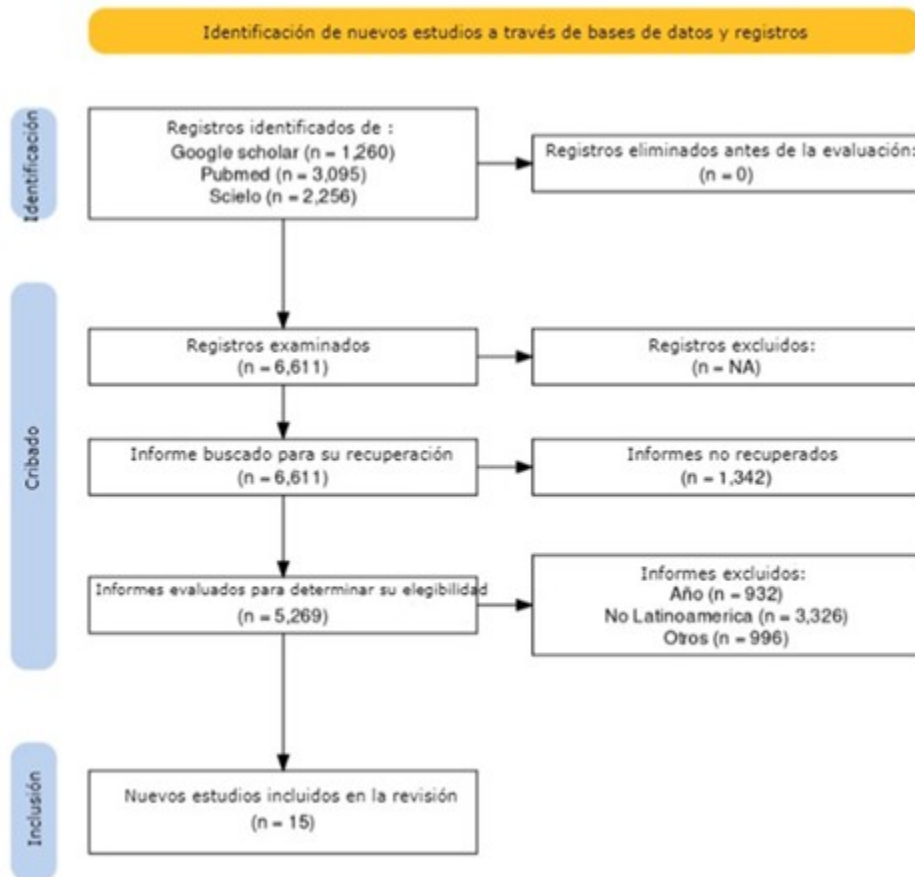 Identificación de nuevos estudios a través de bases de datos y registros
Identificación
Registros identificados de :
Google scholar (n = 1,260)
Pubmed (n = 3,095)
Scielo (n = 2,256)
Registros eliminados antes de la evaluación:
(n = 0)
Cribado
Registros examinados
(n = 6,611)
Registros excluidos:
(n = NA)
Informe buscado para su recuperación
(n = 6,611)
Informes no recuperados
(n = 1,342)
Informes evaluados para determinar su elegibilidad
(n = 5,269)
Informes excluidos:
Año (n = 932)
No Latinoamerica (n = 3,326)
Otros (n = 996)
Inclusión
Nuevos estudios incluidos en la revisión
(n = 15)